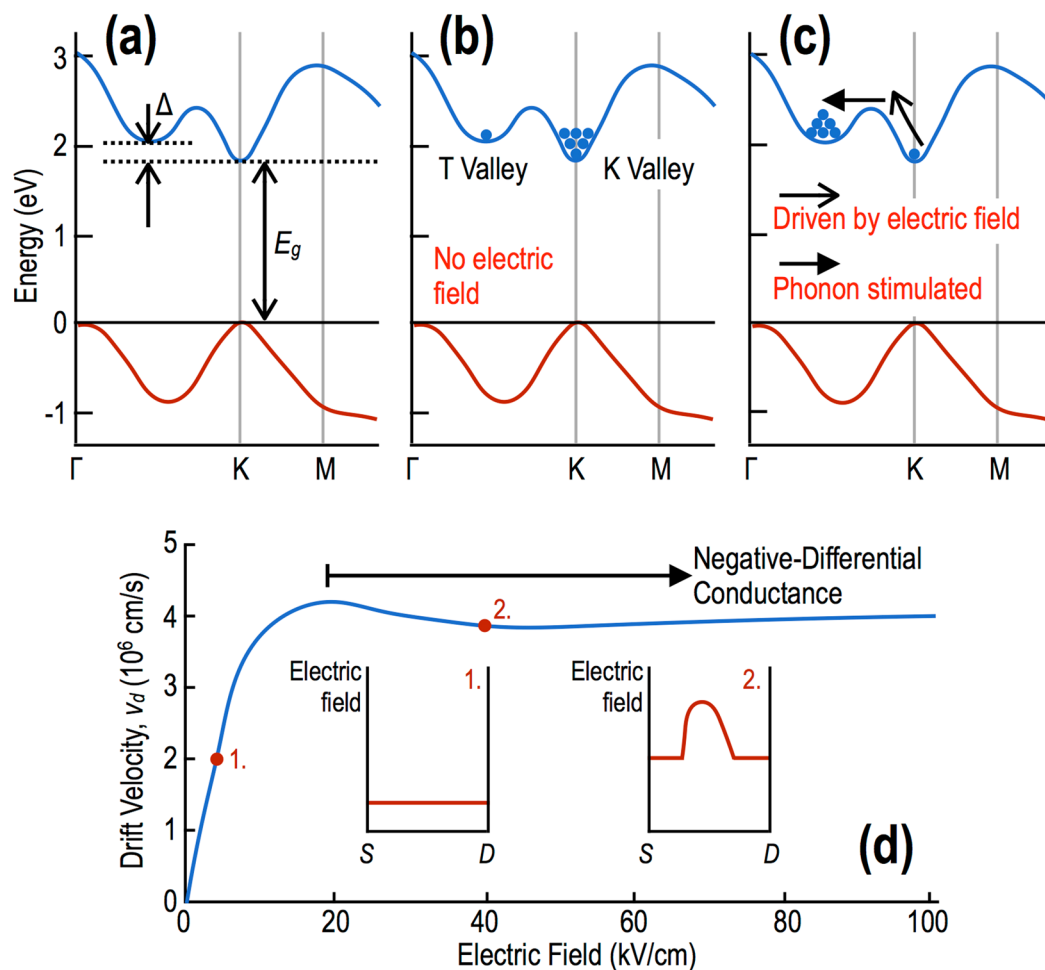 (a)
(b)
(c)
3
2
1
0
-1
Energy (eV)
Δ
E_g
Γ
K
M
T Valley
K Valley
No electric
field
Γ
K
M
Driven by electric field
Phonon stimulated
Γ
K
M
5
4
3
2
1
0
Drift Velocity, v_d (10⁶ cm/s)
Negative-Differential
Conductance
1.
2.
Electric
field
1.
S
D
Electric
field
2.
S
D
(d)
0
20
40
60
80
100
Electric Field (kV/cm)